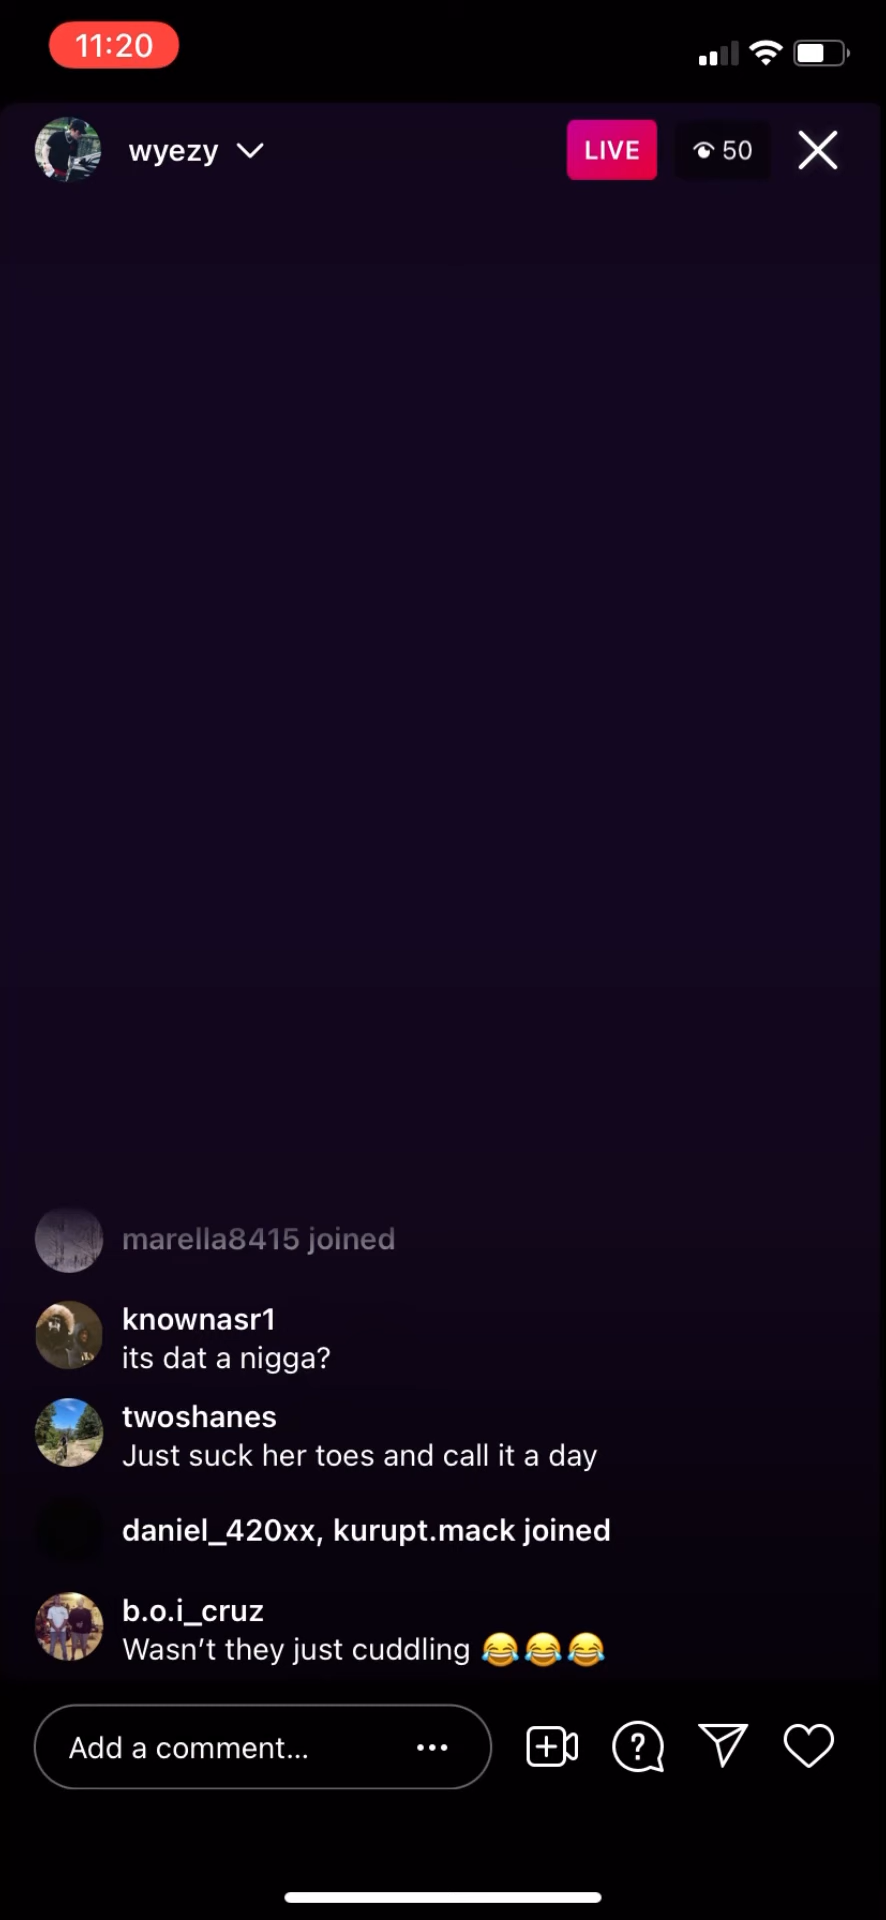 11:20
wyezy
LIVE
50
marella8415 joined
knownasr1
its dat a nigga?
twoshanes
Just suck her toes and call it a day
daniel_420xx, kurupt.mack joined
b.o.i_cruz
Wasn't they just cuddling 😂😂😂
Add a comment...